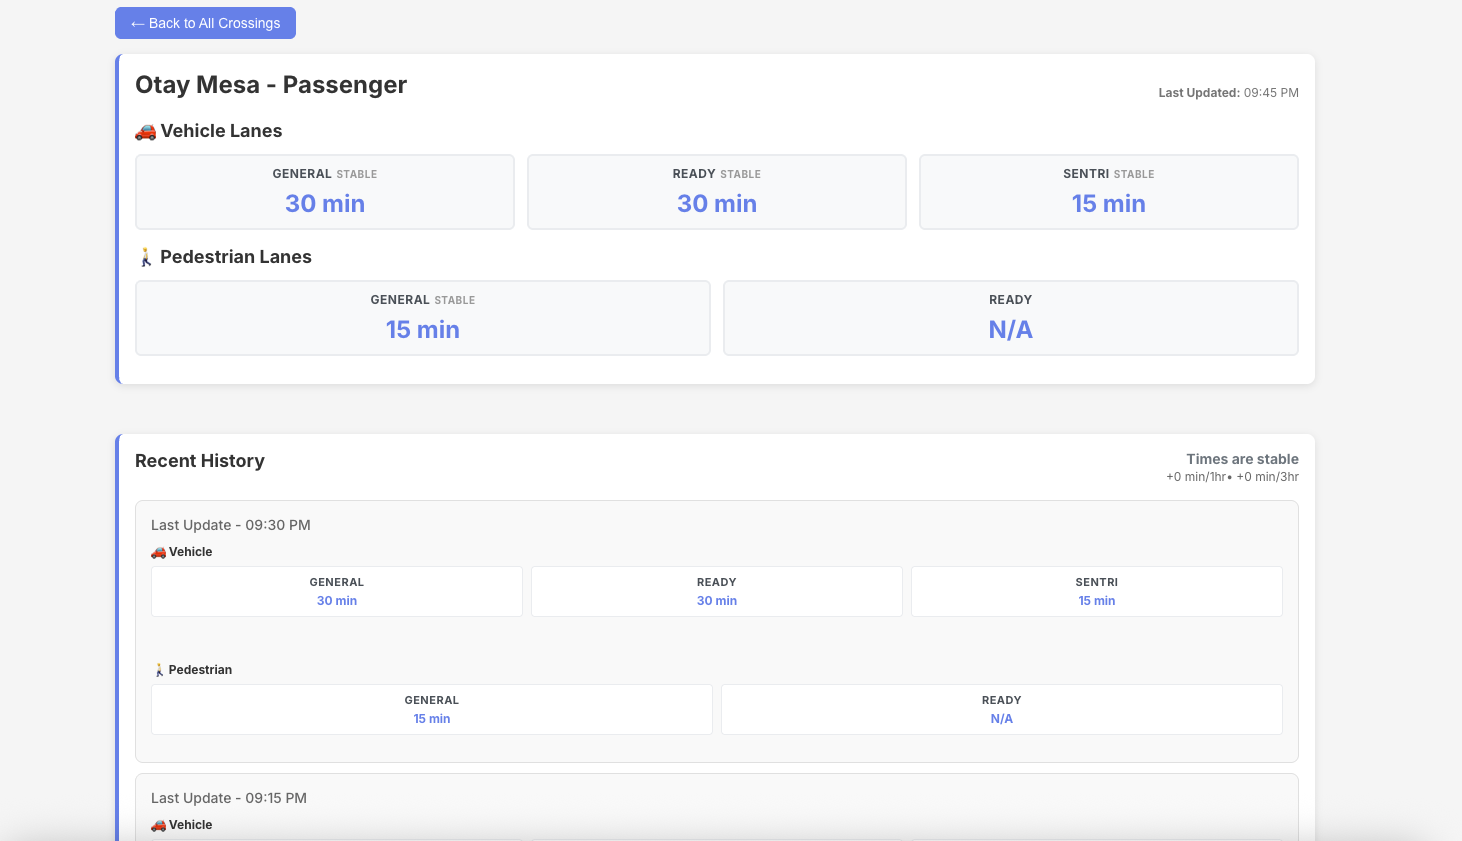 ← Back to All Crossings
Otay Mesa - Passenger
Last Updated: 09:45 PM
Vehicle Lanes
GENERAL STABLE
30 min
READY STABLE
30 min
SENTRI STABLE
15 min
Pedestrian Lanes
GENERAL STABLE
15 min
READY
N/A
Recent History
Times are stable
+0 min/1hr• +0 min/3hr
Last Update - 09:30 PM
Vehicle
GENERAL
30 min
READY
30 min
SENTRI
15 min
Pedestrian
GENERAL
15 min
READY
N/A
Last Update - 09:15 PM
Vehicle